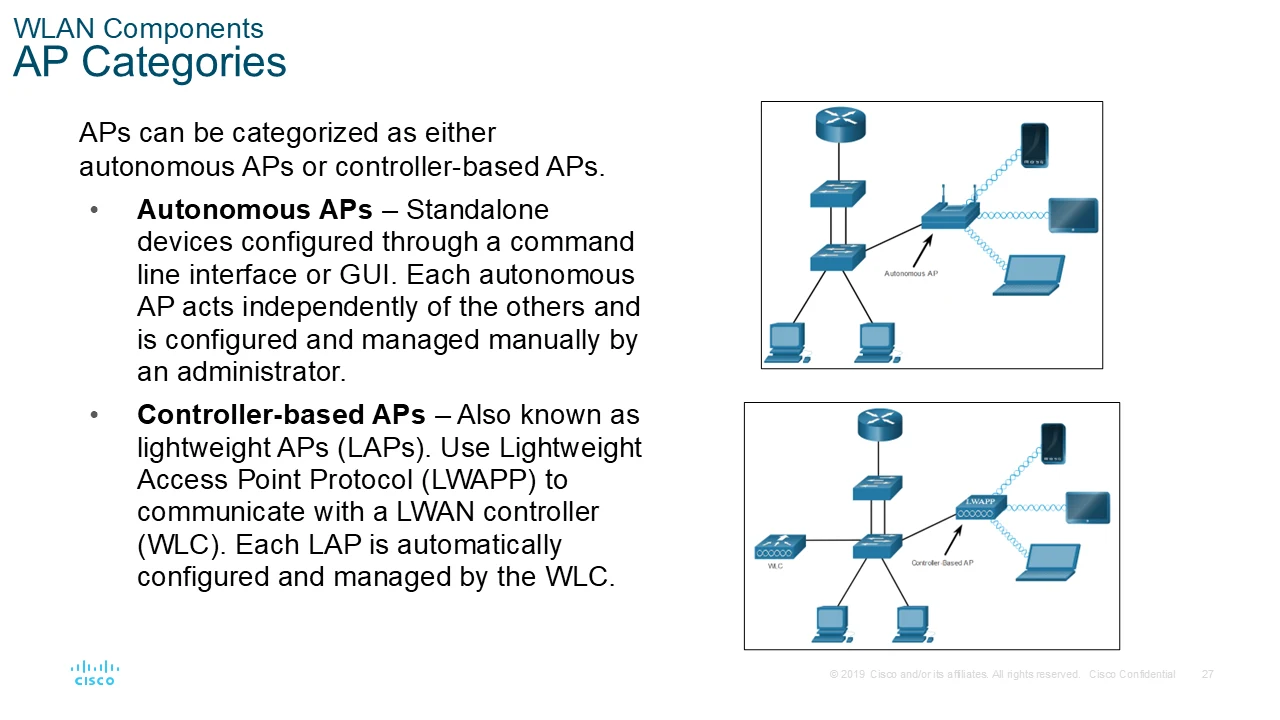 WLAN Components
AP Categories
APs can be categorized as either
autonomous APs or controller-based APs.
• Autonomous APs – Standalone
devices configured through a command
line interface or GUI. Each autonomous
AP acts independently of the others and
is configured and managed manually by
an administrator.
• Controller-based APs – Also known as
lightweight APs (LAPs). Use Lightweight
Access Point Protocol (LWAPP) to
communicate with a LWAN controller
(WLC). Each LAP is automatically
configured and managed by the WLC.
Autonomous AP
LWAPP
WLC
Controller-Based AP
CISCO
© 2019 Cisco and/or its affiliates. All rights reserved. Cisco Confidential
27